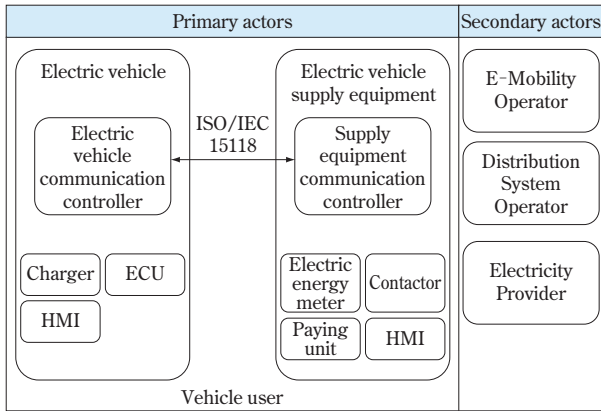 Primary actors
Secondary actors
Electric vehicle
Electric vehicle
communication
controller
Charger
ECU
HMI
ISO/IEC
15118
Electric vehicle
supply equipment
Supply
equipment
communication
controller
Electric
energy
meter
Contactor
Paying
unit
HMI
Vehicle user
E-Mobility
Operator
Distribution
System
Operator
Electricity
Provider